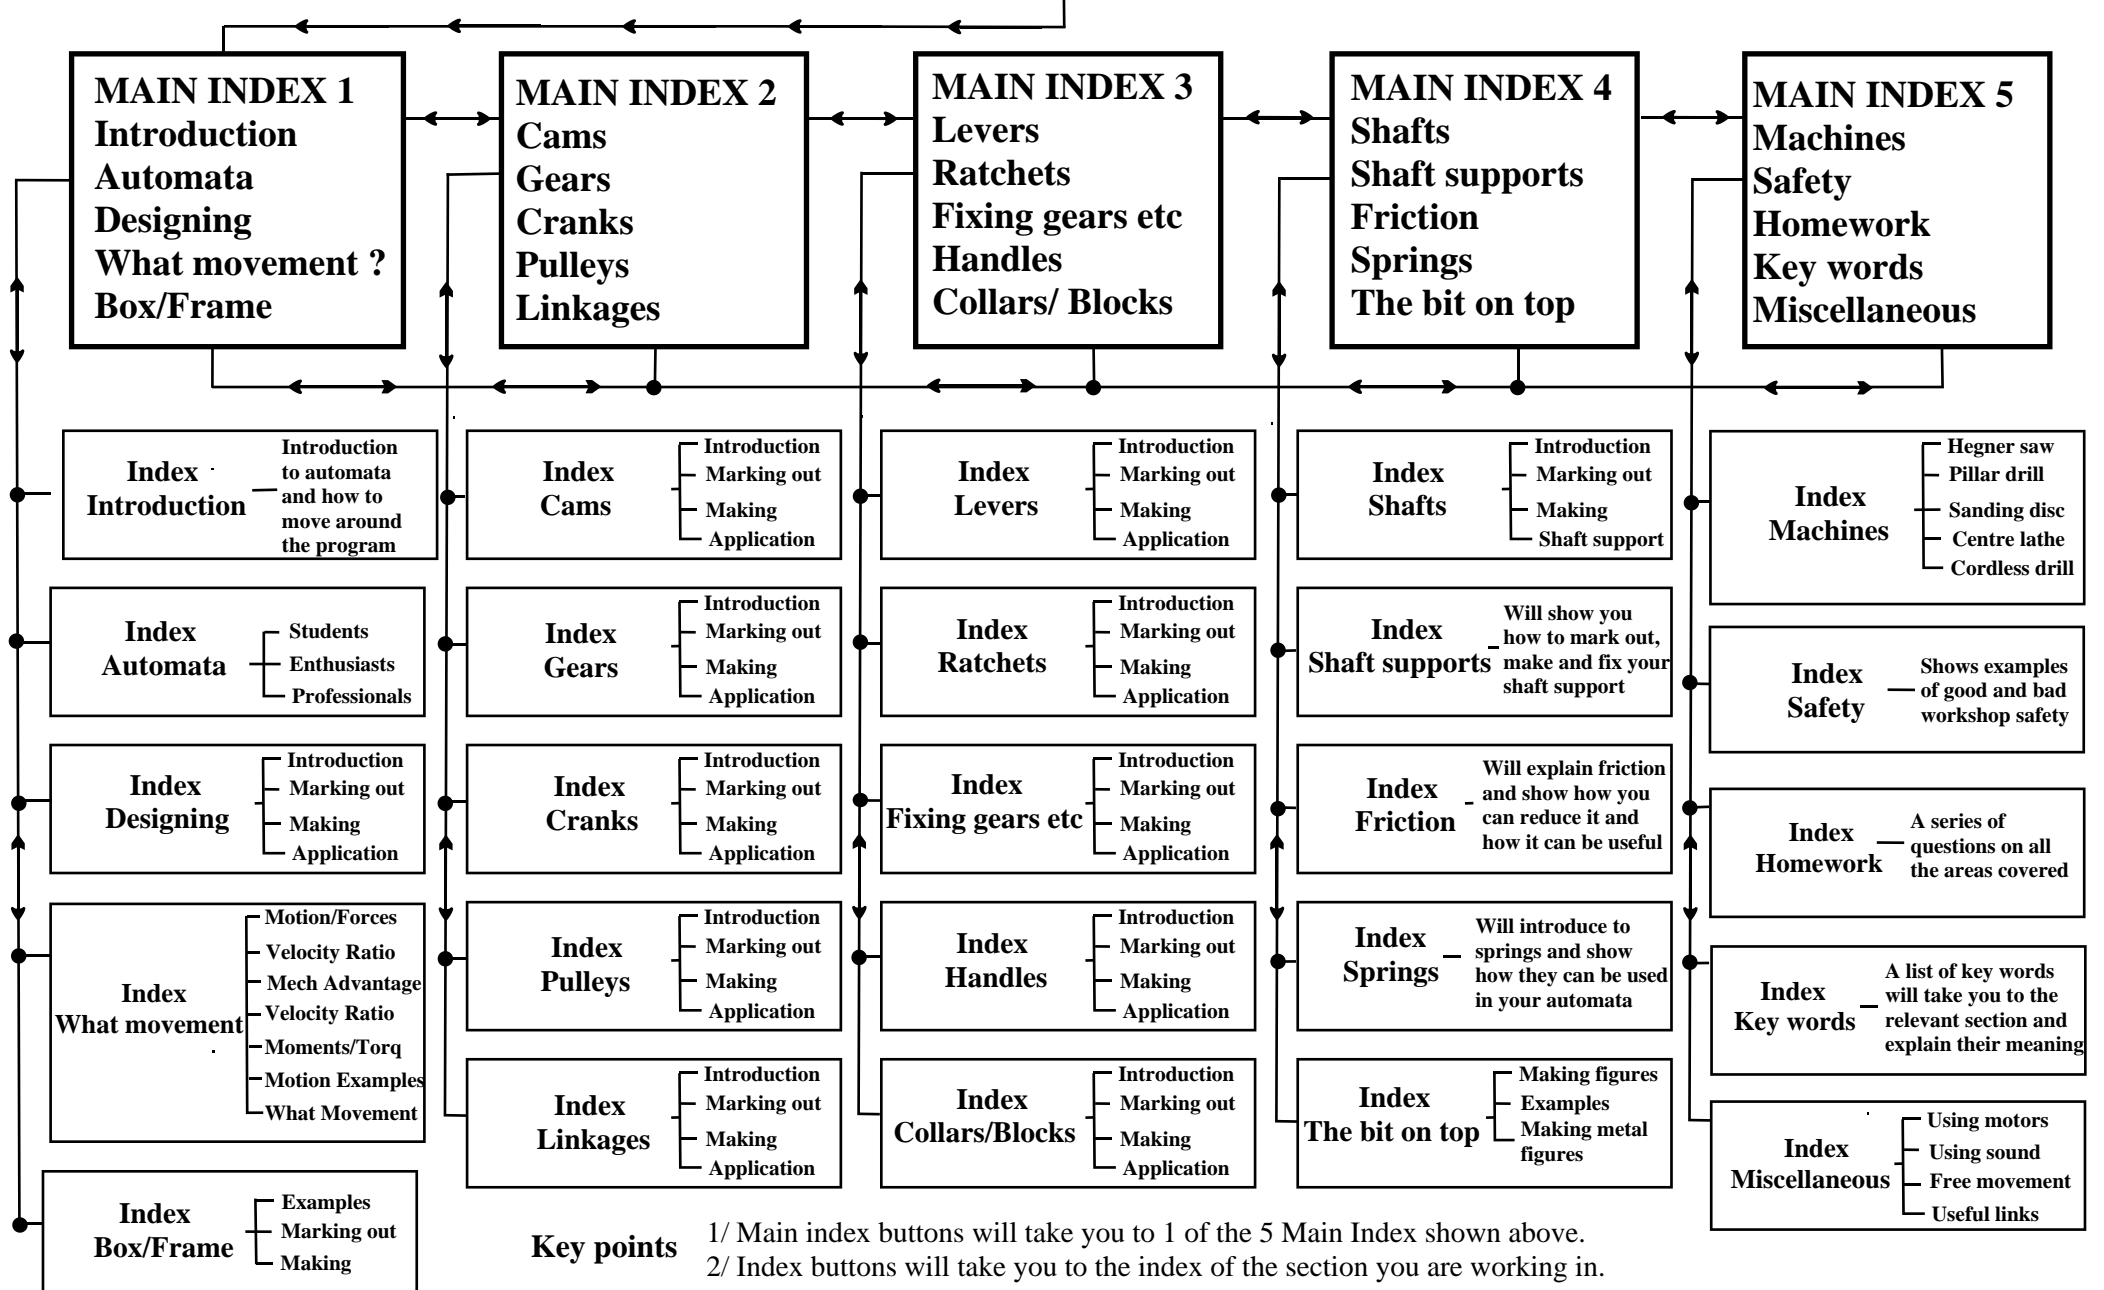 MAIN INDEX 1
Introduction
Automata
Designing
What movement ?
Box/Frame
MAIN INDEX 2
Cams
Gears
Cranks
Pulleys
Linkages
MAIN INDEX 3
Levers
Ratchets
Fixing gears etc
Handles
Collars/ Blocks
MAIN INDEX 4
Shafts
Shaft supports
Friction
Springs
The bit on top
MAIN INDEX 5
Machines
Safety
Homework
Key words
Miscellaneous
Index
Introduction
Introduction
to automata
and how to
move around
the program
Index
Automata
Students
Enthusiasts
Professionals
Index
Designing
Introduction
Marking out
Making
Application
Index
What movement
Motion/Forces
Velocity Ratio
Mech Advantage
Velocity Ratio
Moments/Torq
Motion Examples
What Movement
Index
Box/Frame
Examples
Marking out
Making
Index
Cams
Introduction
Marking out
Making
Application
Index
Gears
Introduction
Marking out
Making
Application
Index
Cranks
Introduction
Marking out
Making
Application
Index
Pulleys
Introduction
Marking out
Making
Application
Index
Linkages
Introduction
Marking out
Making
Application
Index
Levers
Introduction
Marking out
Making
Application
Index
Ratchets
Introduction
Marking out
Making
Application
Index
Fixing gears etc
Introduction
Marking out
Making
Application
Index
Handles
Introduction
Marking out
Making
Application
Index
Collars/Blocks
Introduction
Marking out
Making
Application
Index
Shafts
Introduction
Marking out
Making
Shaft support
Index
Shaft supports
Will show you
how to mark out,
make and fix your
shaft support
Index
Friction
Will explain friction
and show how you
can reduce it and
how it can be useful
Index
Springs
Will introduce to
springs and show
how they can be used
in your automata
Index
The bit on top
Making figures
Examples
Making metal
figures
Index
Machines
Hegner saw
Pillar drill
Sanding disc
Centre lathe
Cordless drill
Index
Safety
Shows examples
of good and bad
workshop safety
Index
Homework
A series of
questions on all
the areas covered
Index
Key words
A list of key words
will take you to the
relevant section and
explain their meaning
Index
Miscellaneous
Using motors
Using sound
Free movement
Useful links
Key points
1/ Main index buttons will take you to 1 of the 5 Main Index shown above.
2/ Index buttons will take you to the index of the section you are working in.